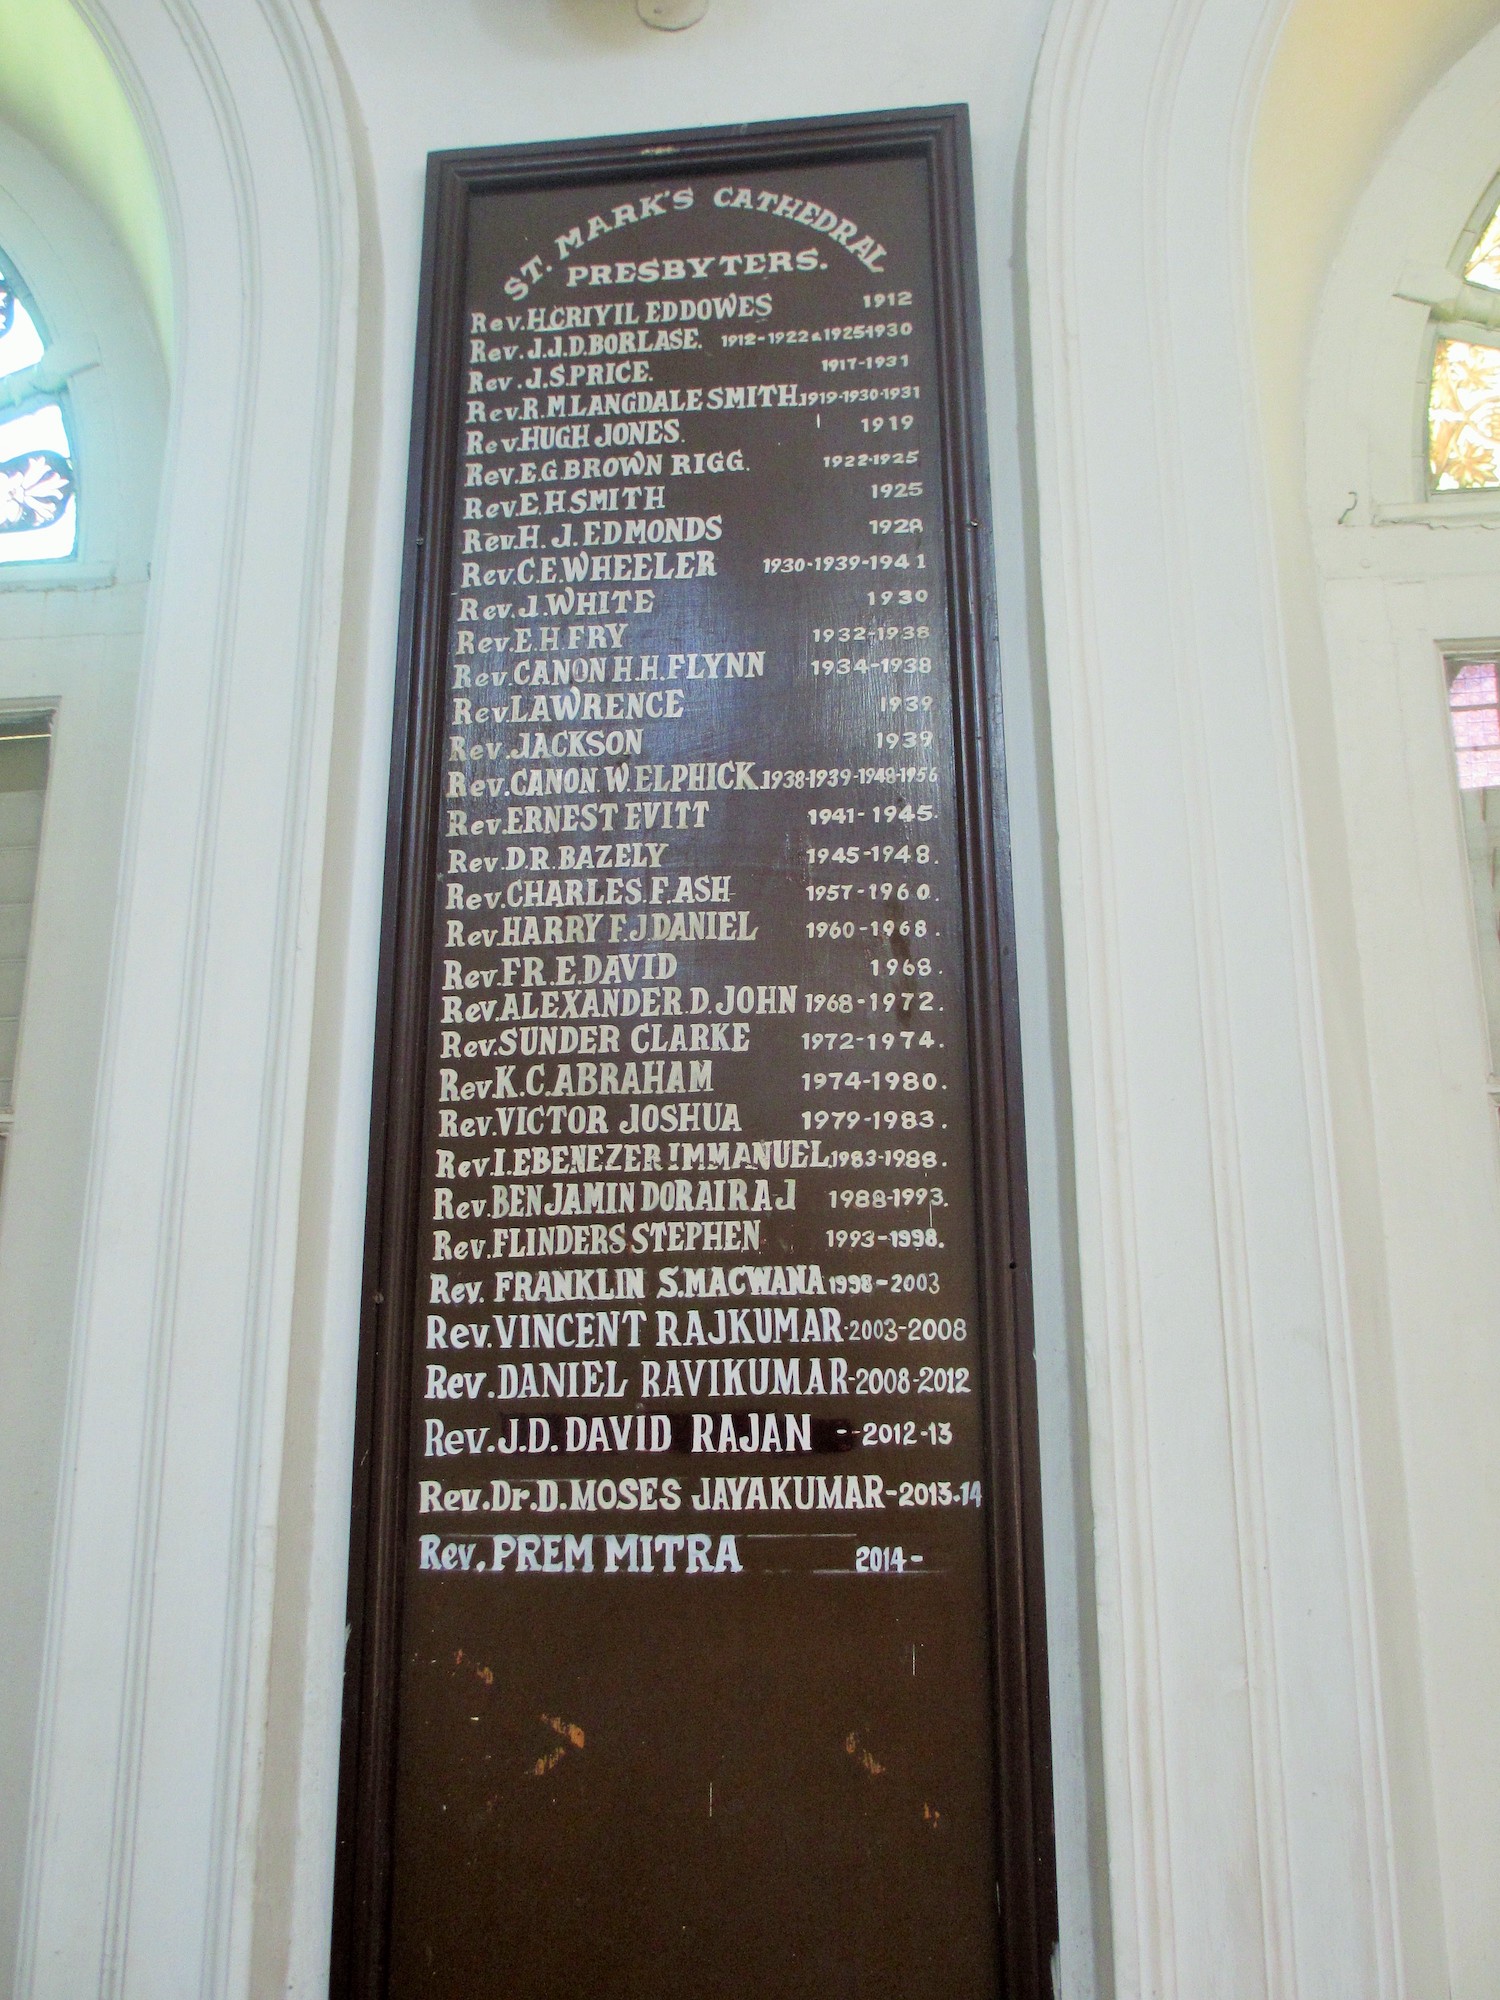 ST. MARK'S CATHEDRAL
PRESBYTERS.
Rev. H. CRIYIL EDDOWES 1912
Rev. J.J.D. BORLASE. 1912-1922 & 1925-1930
Rev. J.S. PRICE. 1917-1931
Rev. R.M. LANGDALE SMITH. 1919-1930-1931
Rev. HUGH JONES. 1919
Rev. E.G. BROWN RIGG. 1922-1925
Rev. E.H. SMITH 1925
Rev. H. J. EDMONDS
Rev. C.E. WHEELER 1930-1939-1941
Rev. J. WHITE 1930
Rev. E.H. FRY 1932-1938
Rev. CANON H.H. FLYNN 1934-1938
Rev. LAWRENCE 1939
Rev. JACKSON 1939
Rev. CANON W. ELPHICK. 1938-1939-1948-1956
Rev. ERNEST EVITT 1941-1945.
Rev. D.R. BAZELY 1945-1948.
Rev. CHARLES F. ASH 1957-1960.
Rev. HARRY F.J. DANIEL 1960-1968.
Rev. FR. E. DAVID 1968.
Rev. ALEXANDER. D. JOHN 1968-1972.
Rev. SUNDER CLARKE 1972-1974.
Rev. K.C. ABRAHAM 1974-1980.
Rev. VICTOR JOSHUA 1979-1983.
Rev. I. EBENEZER IMMANUEL. 1983-1988.
Rev. BENJAMIN DORAIRAJ 1988-1993.
Rev. FLINDERS STEPHEN 1993-1998.
Rev. FRANKLIN S. MACWANA 1998-2003
Rev. VINCENT RAJKUMAR-2003-2008
Rev. DANIEL RAVIKUMAR-2008-2012
Rev. J.D. DAVID RAJAN - 2012-13
Rev. Dr. D. MOSES JAYAKUMAR-2013-14
Rev. PREM MITRA 2014-